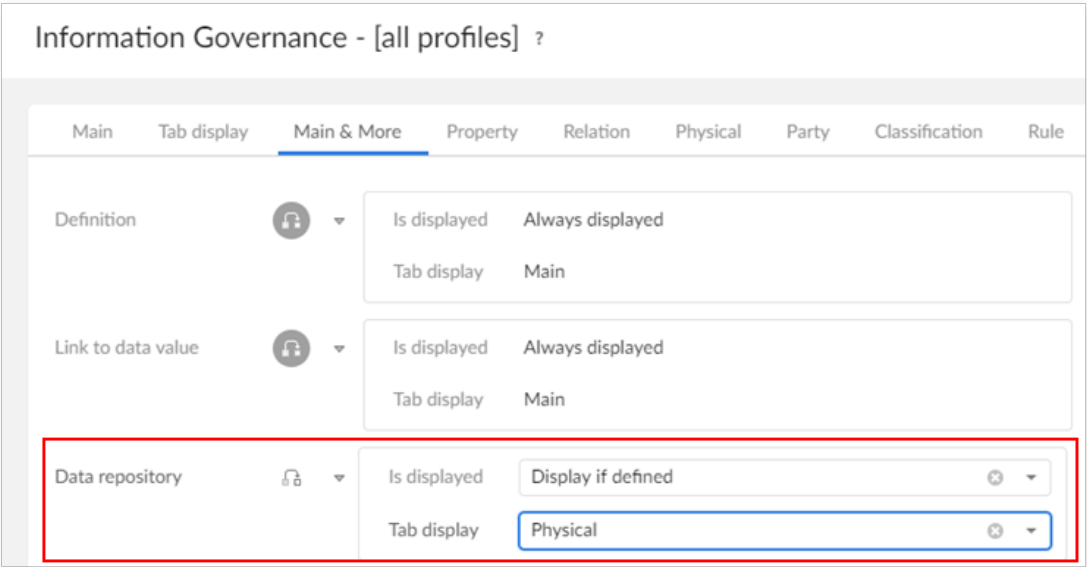 Information Governance - [all profiles] ?
Main Tab display Main & More Property Relation Physical Party Classification Rule
Definition Is displayed Always displayed
Tab display Main
Link to data value Is displayed Always displayed
Tab display Main
Data repository Is displayed Display if defined
Tab display Physical